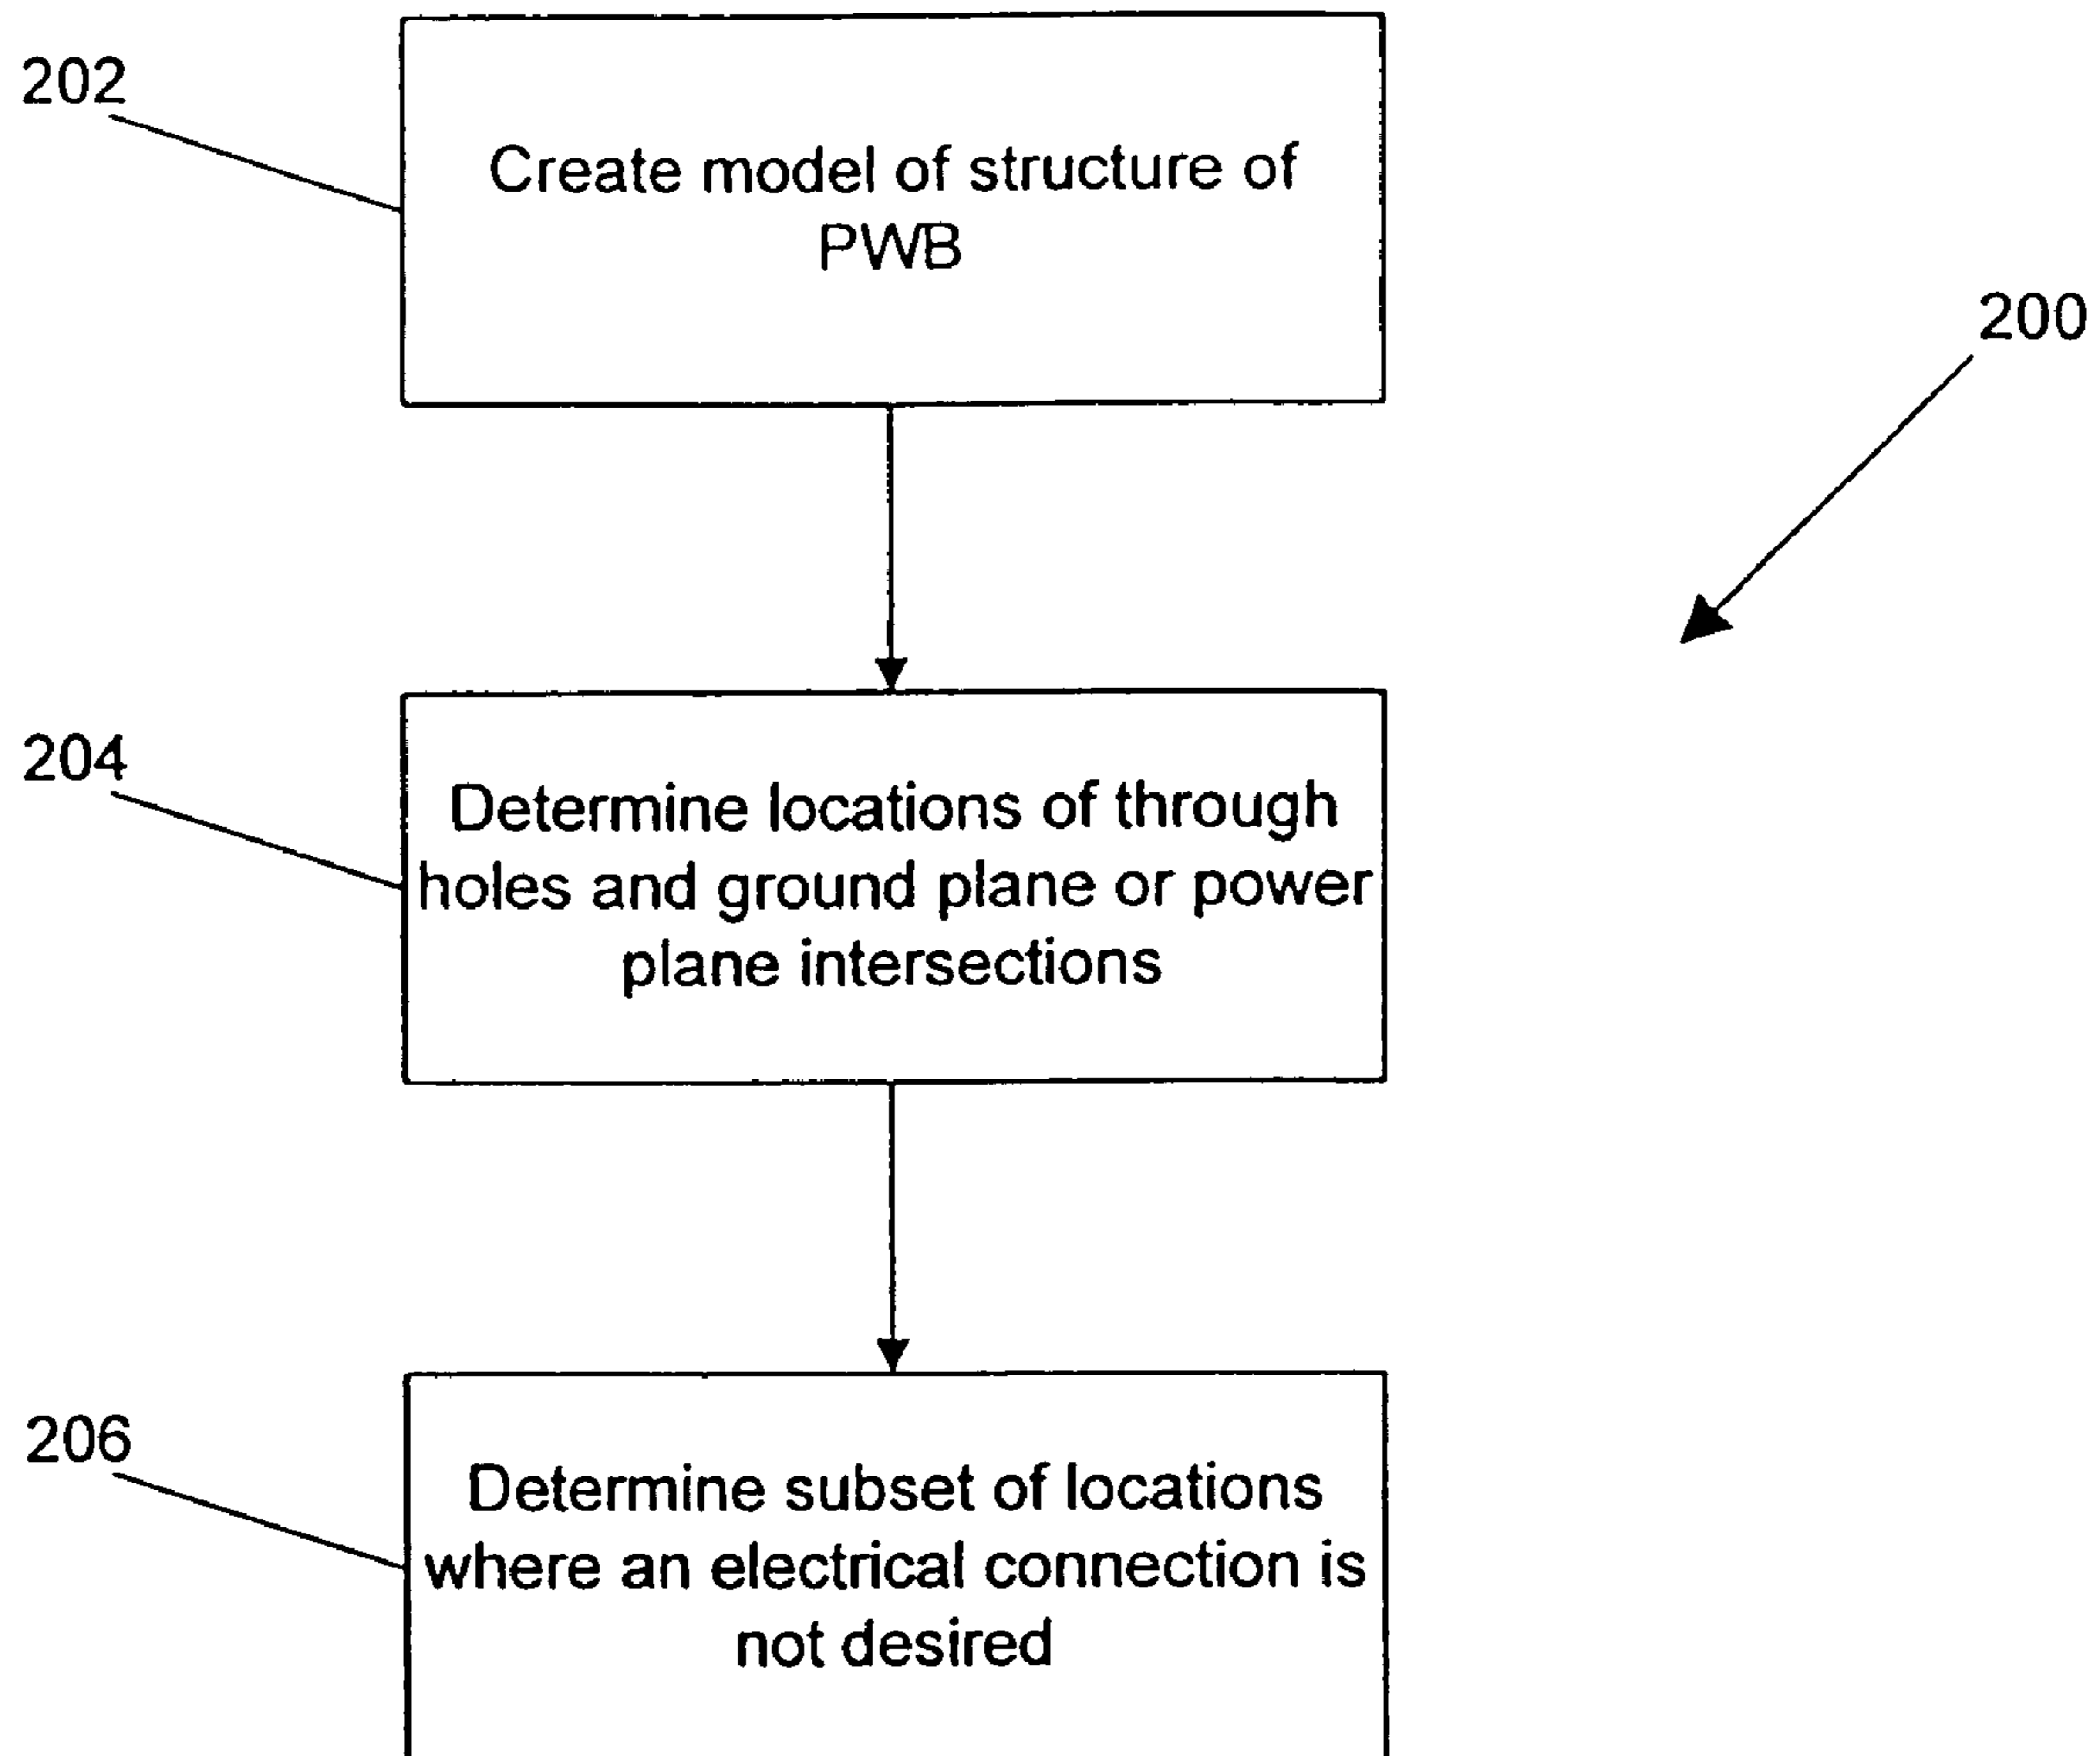 202
Create model of structure of
PWB
200
204
Determine locations of through
holes and ground plane or power
plane intersections
206
Determine subset of locations
where an electrical connection is
not desired